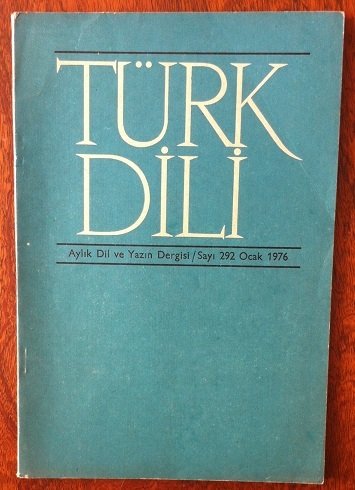 TÜRK
DİLİ
Aylık Dil ve Yazın Dergisi/Sayı 292 Ocak 1976